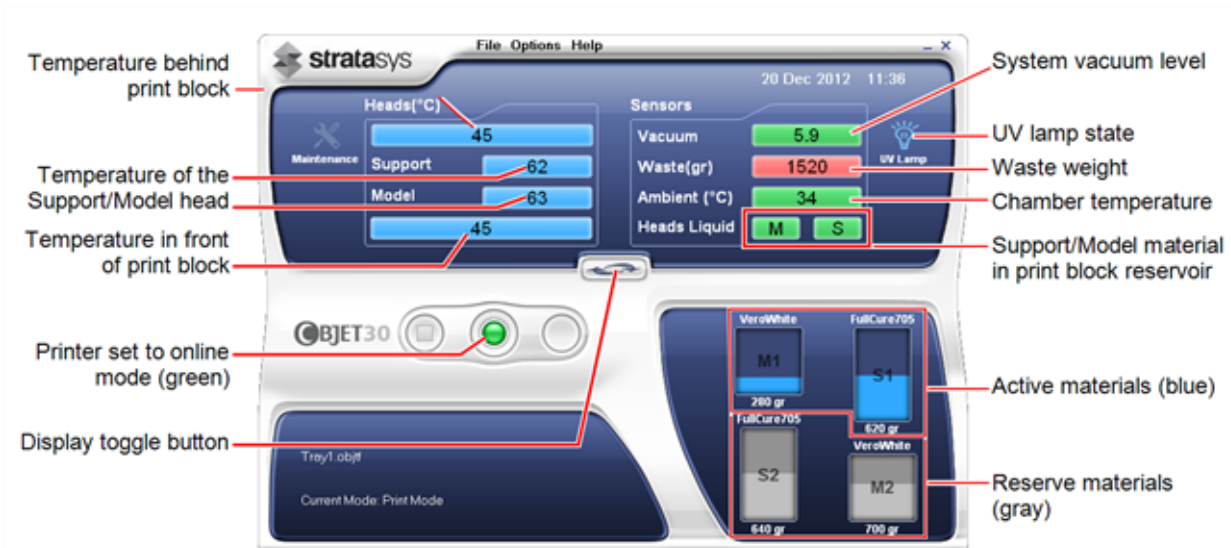 stratasys
File Options Help
20 Dec 2012 11:36
Temperature behind
print block
Heads(°C)
45
Maintenance
Support
62
Model
63
45
Temperature of the
Support/Model head
Temperature in front
of print block
Sensors
Vacuum
5.9
Waste(gr)
1520
Ambient (°C)
34
Heads Liquid
M
S
UV Lamp
System vacuum level
UV lamp state
Waste weight
Chamber temperature
Support/Model material
in print block reservoir
OBJET30
Printer set to online
mode (green)
Display toggle button
Tray1.objtf
Current Mode: Print Mode
VeroWhite
M1
280 gr
FullCure705
S1
620 gr
*FullCure705
S2
640 gr
VeroWhite
M2
700 gr
Active materials (blue)
Reserve materials
(gray)